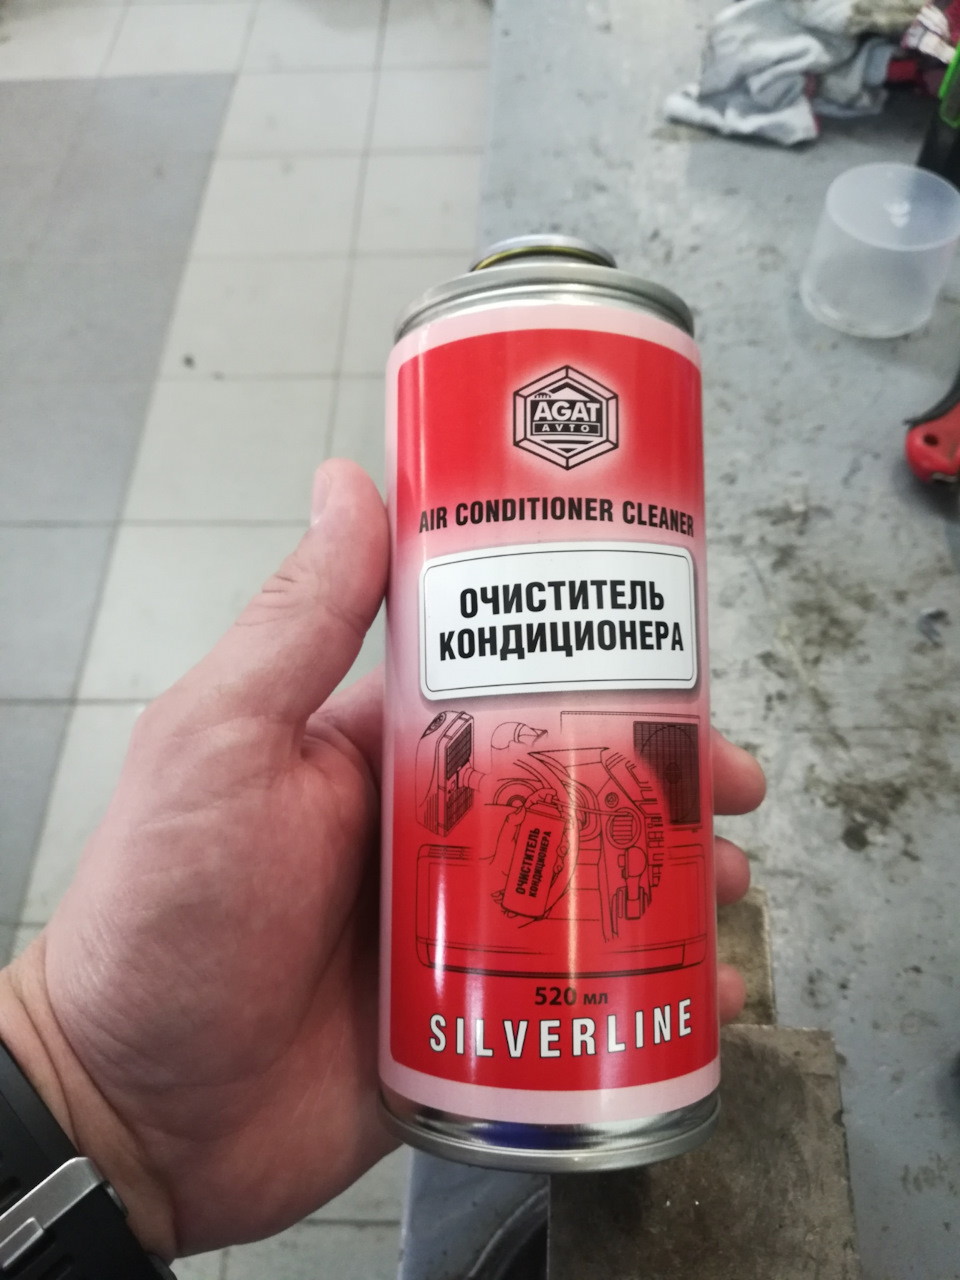 AGAT
AVTO
AIR CONDITIONER CLEANER
ОЧИСТИТЕЛЬ
КОНДИЦИОНЕРА
ОЧИСТИТЕЛЬ
КОНДИЦИОНЕРА
520 мл
SILVERLINE